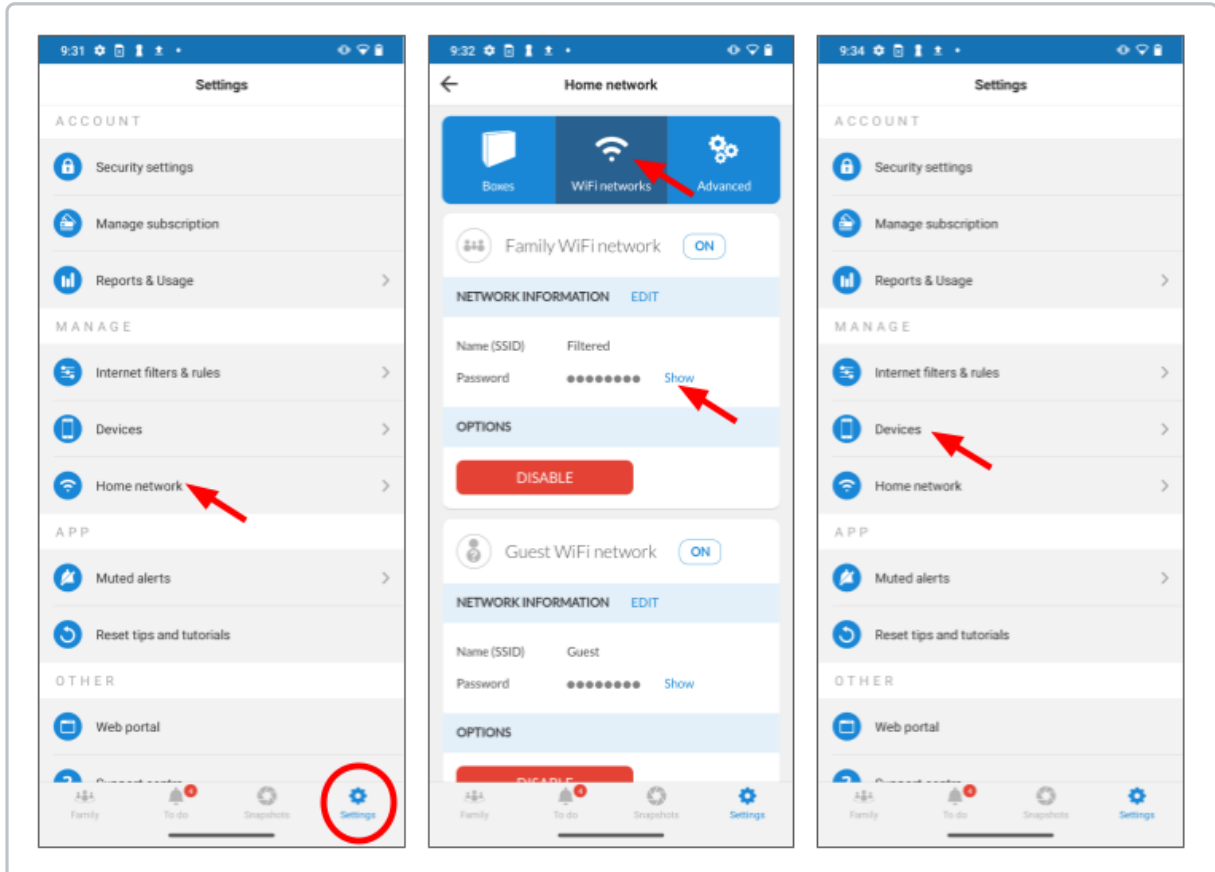 9:31
Settings
ACCOUNT
Security settings
Manage subscription
Reports & Usage
MANAGE
Internet filters & rules
Devices
Home network
APP
Muted alerts
Reset tips and tutorials
OTHER
Web portal
Family To do 4 Snapshots Settings
9:32
Home network
Boxes WiFi networks Advanced
Family WiFi network ON
NETWORK INFORMATION EDIT
Name (SSID) Filtered
Password ●●●●●●●● Show
OPTIONS
DISABLE
Guest WiFi network ON
NETWORK INFORMATION EDIT
Name (SSID) Guest
Password ●●●●●●●● Show
OPTIONS
DISABLE
Family To do 4 Snapshots Settings
9:34
Settings
ACCOUNT
Security settings
Manage subscription
Reports & Usage
MANAGE
Internet filters & rules
Devices
Home network
APP
Muted alerts
Reset tips and tutorials
OTHER
Web portal
Family To do 4 Snapshots Settings